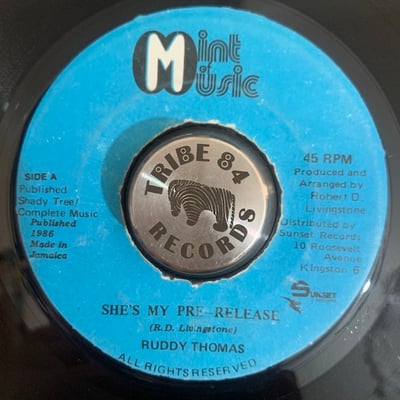 Mint
of
Music
SIDE A
Published
Shady Tree/
Complete Music
Published
1986
Made in
Jamaica
TRIBE 84
RECORDS
45 RPM
Produced and
Arranged by
Robert D.
Livingstone
Distributed by
Sunset Records
10 Roosevelt
Avenue
Kingston 6
SUNSET
SHE'S MY PRE-RELEASE
(R.D. Livingstone)
RUDDY THOMAS
ALL RIGHTS RESERVED